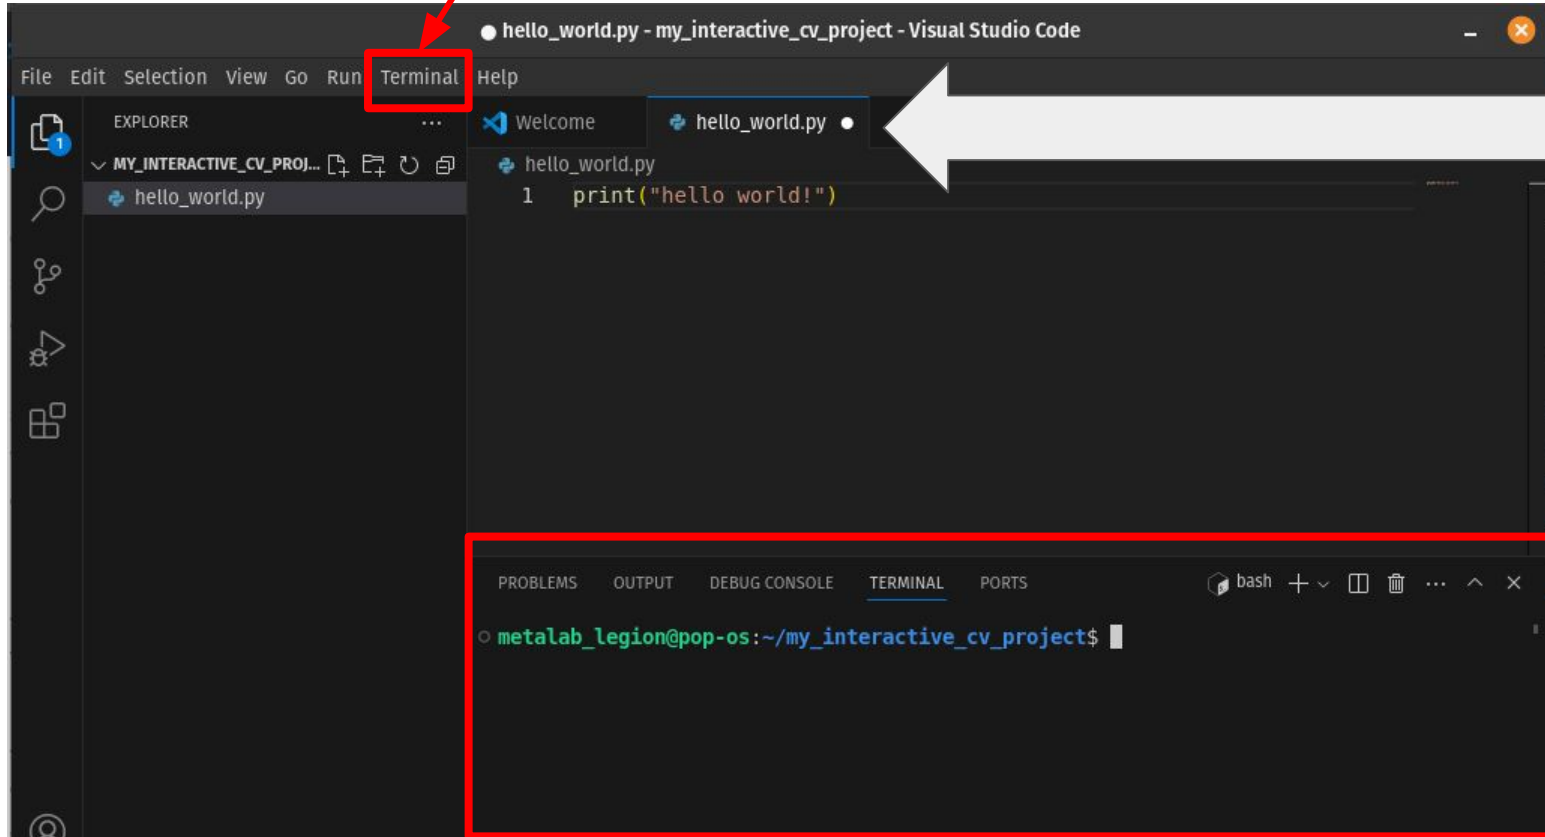 ● hello_world.py - my_interactive_cv_project - Visual Studio Code
File Edit Selection View Go Run Terminal Help
EXPLORER
Welcome hello_world.py ●
1
MY_INTERACTIVE_CV_PROJ...
hello_world.py
hello_world.py
1 print("hello world!")
PROBLEMS OUTPUT DEBUG CONSOLE TERMINAL PORTS bash
metalab_legion@pop-os:~/my_interactive_cv_project$